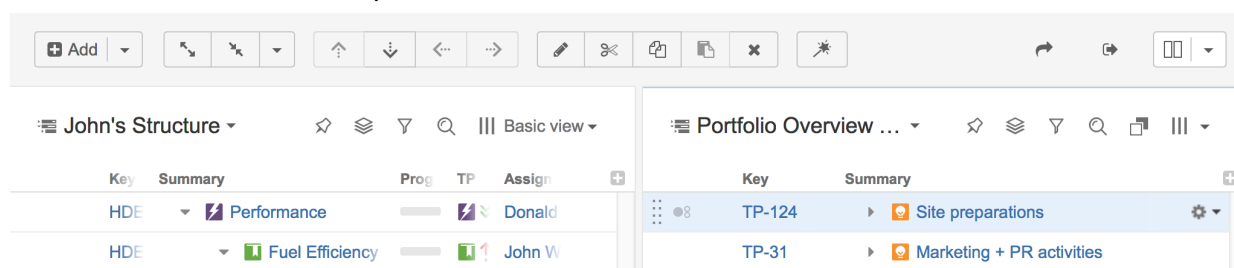 Add
John's Structure
Basic view
Portfolio Overview ...
Key Summary Prog TP Assign
Key Summary
HDE Performance Donald
TP-124 Site preparations
HDE Fuel Efficiency John W
TP-31 Marketing + PR activities